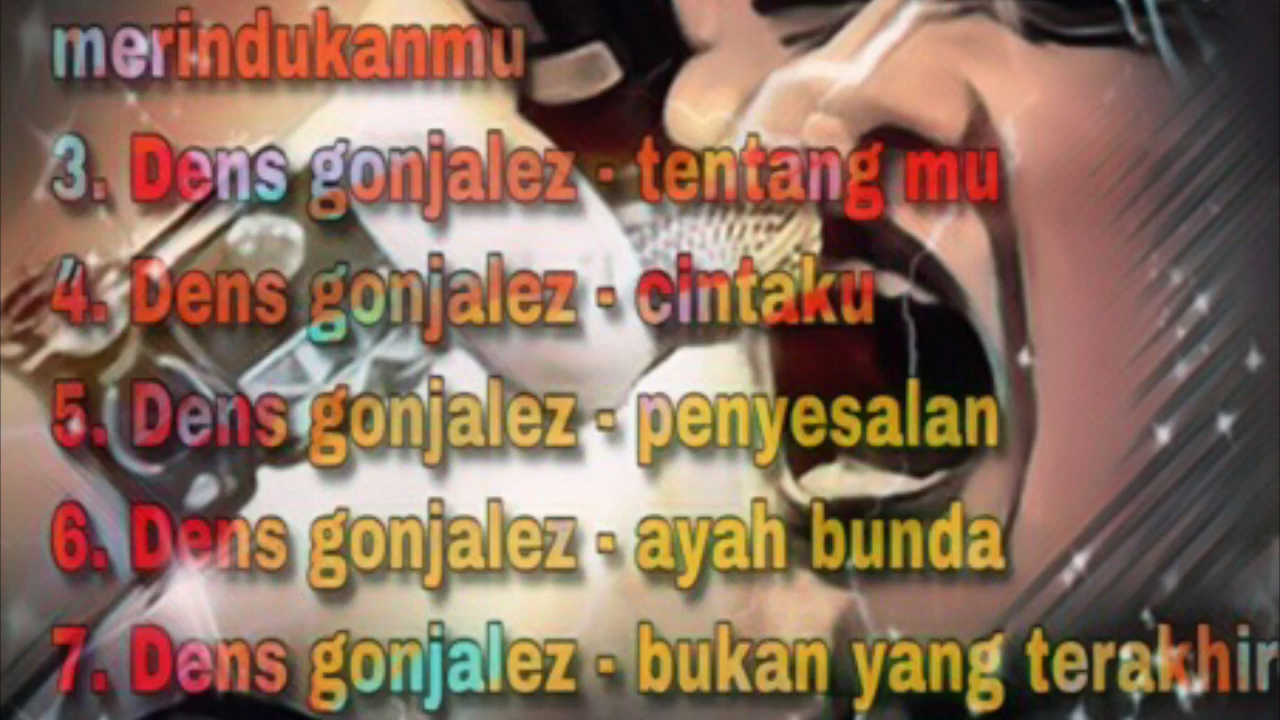 merindukanmu
3. Dens gonjalez - tentang mu
4. Dens gonjalez - cintaku
5. Dens gonjalez - penyesalan
6. Dens gonjalez - ayah bunda
7. Dens gonjalez - bukan yang terakhir